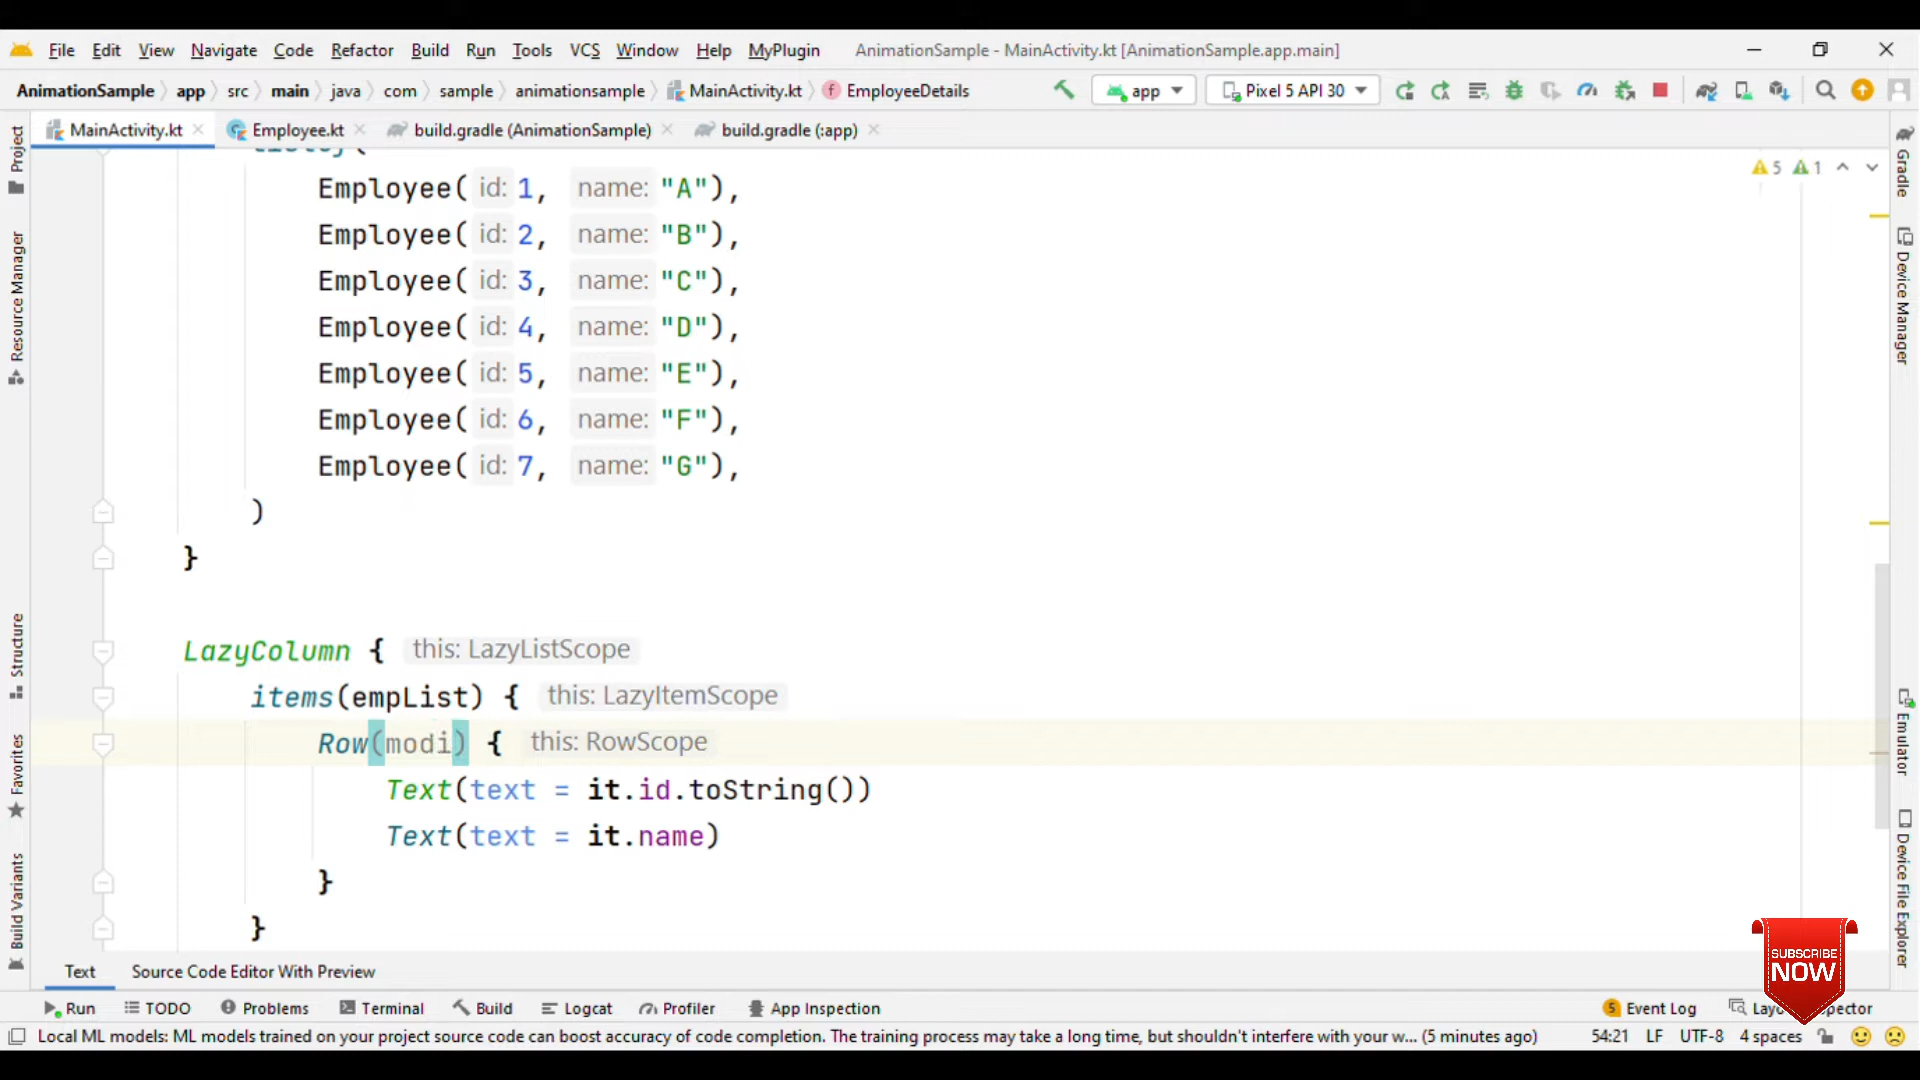 File Edit View Navigate Code Refactor Build Run Tools VCS Window Help MyPlugin AnimationSample - MainActivity.kt [AnimationSample.app.main]
AnimationSample app src main java com sample animationsample MainActivity.kt f EmployeeDetails app Pixel 5 API 30
MainActivity.kt Employee.kt build.gradle (AnimationSample) build.gradle (:app)
5 1
Employee( id: 1, name: "A"),
Employee( id: 2, name: "B"),
Employee( id: 3, name: "C"),
Employee( id: 4, name: "D"),
Employee( id: 5, name: "E"),
Employee( id: 6, name: "F"),
Employee( id: 7, name: "G"),
)
}
LazyColumn { this: LazyListScope
items(empList) { this: LazyItemScope
Row(modi) { this: RowScope
Text(text = it.id.toString())
Text(text = it.name)
}
}
Project
Resource Manager
Structure
Favorites
Build Variants
Gradle
Device Manager
Emulator
Device File Explorer
SUBSCRIBE
NOW
Text Source Code Editor With Preview
Run TODO Problems Terminal Build Logcat Profiler App Inspection 5 Event Log
Local ML models: ML models trained on your project source code can boost accuracy of code completion. The training process may take a long time, but shouldn't interfere with your w... (5 minutes ago) 54:21 LF UTF-8 4 spaces